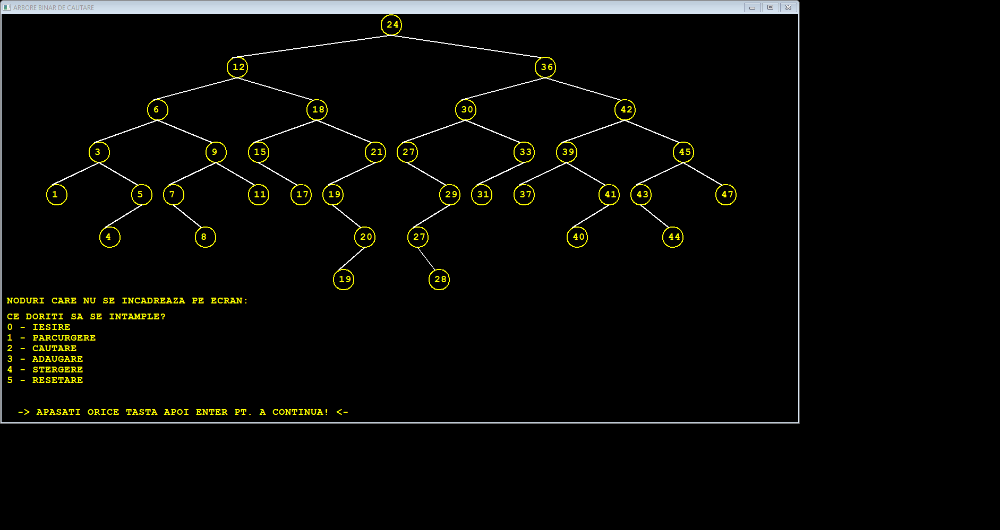 ARBORE BINAR DE CAUTARE
24
12 36
6 18 30 42
3 9 15 21 27 33 39 45
1 5 7 11 17 19 29 31 37 41 43 47
4 8 20 27 40 44
19 28
NODURI CARE NU SE INCADREAZA PE ECRAN:
CE DORITI SA SE INTAMPLE?
0 - IESIRE
1 - PARCURGERE
2 - CAUTARE
3 - ADAUGARE
4 - STERGERE
5 - RESETARE
-> APASATI ORICE TASTA APOI ENTER PT. A CONTINUA! <-